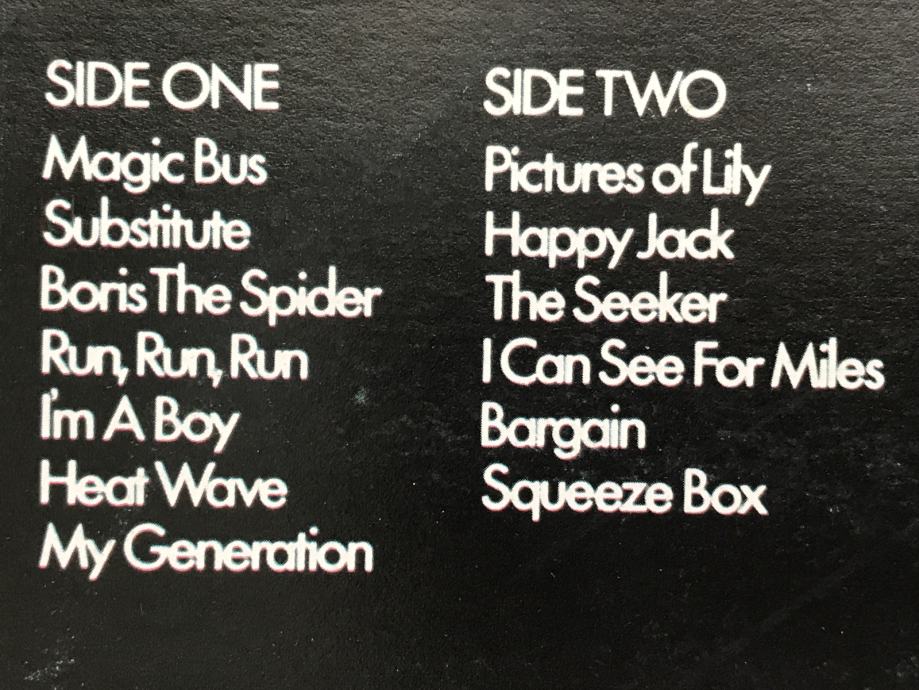 SIDE ONE
Magic Bus
Substitute
Boris The Spider
Run, Run, Run
I'm A Boy
Heat Wave
My Generation
SIDE TWO
Pictures of Lily
Happy Jack
The Seeker
I Can See For Miles
Bargain
Squeeze Box